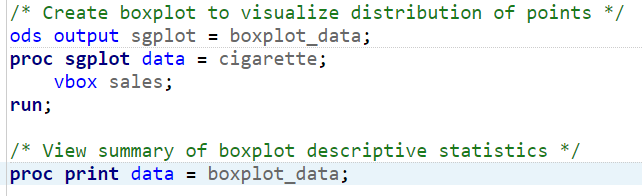 /* Create boxplot to visualize distribution of points */
ods output sgplot = boxplot_data;
proc sgplot data = cigarette;
    vbox sales;
run;

/* View summary of boxplot descriptive statistics */
proc print data = boxplot_data;